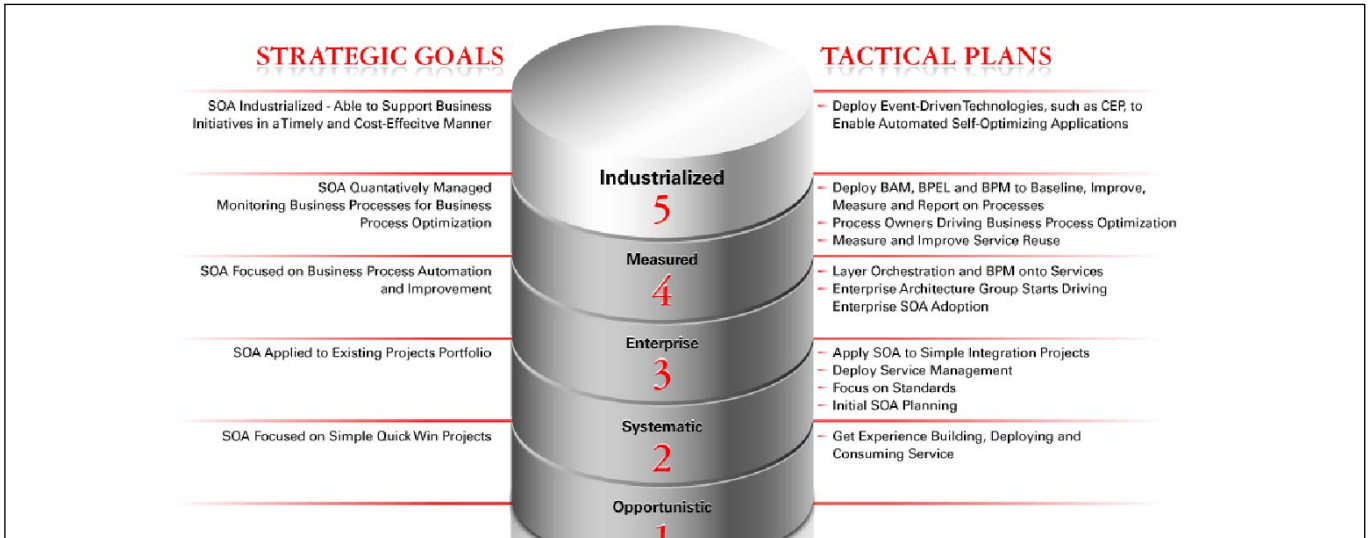 STRATEGIC GOALS
SOA Industrialized - Able to Support Business
Initiatives in a Timely and Cost-Effecitve Manner
SOA Quantatively Managed
Monitoring Business Processes for Business
Process Optimization
SOA Focused on Business Process Automation
and Improvement
SOA Applied to Existing Projects Portfolio
SOA Focused on Simple Quick Win Projects
Industrialized
5
Measured
4
Enterprise
3
Systematic
2
Opportunistic
1
TACTICAL PLANS
– Deploy Event-Driven Technologies, such as CEP, to
Enable Automated Self-Optimizing Applications
– Deploy BAM, BPEL and BPM to Baseline, Improve,
Measure and Report on Processes
– Process Owners Driving Business Process Optimization
– Measure and Improve Service Reuse
– Layer Orchestration and BPM onto Services
– Enterprise Architecture Group Starts Driving
Enterprise SOA Adoption
– Apply SOA to Simple Integration Projects
– Deploy Service Management
– Focus on Standards
– Initial SOA Planning
– Get Experience Building, Deploying and
Consuming Service